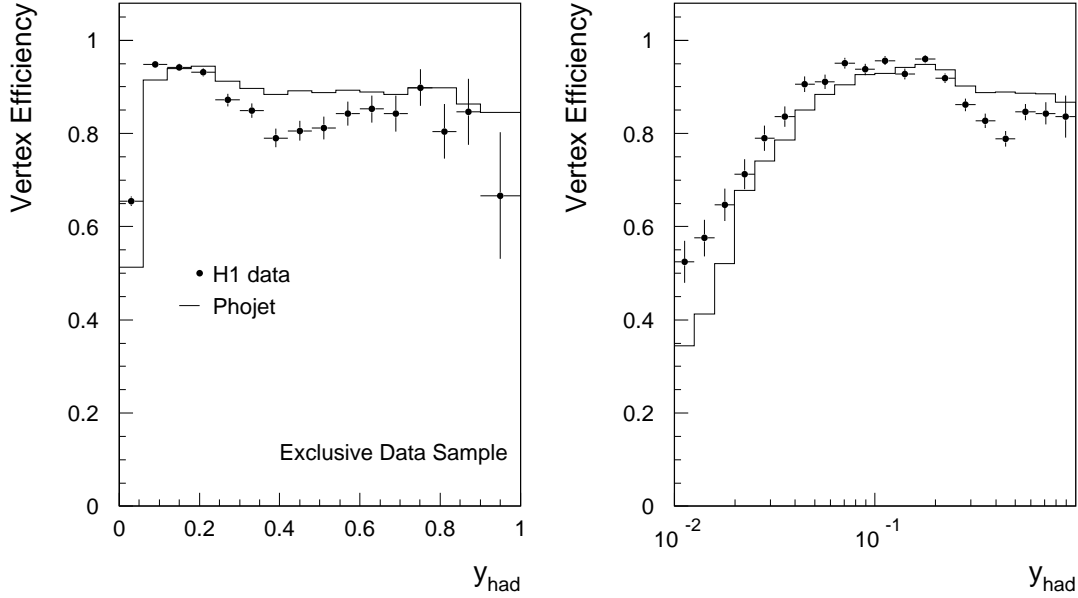 Vertex Efficiency
1
0.8
0.6
0.4
0.2
0
H1 data
Phojet
Exclusive Data Sample
0 0.2 0.4 0.6 0.8 1
y_had
Vertex Efficiency
1
0.8
0.6
0.4
0.2
0
10^-2 10^-1
y_had